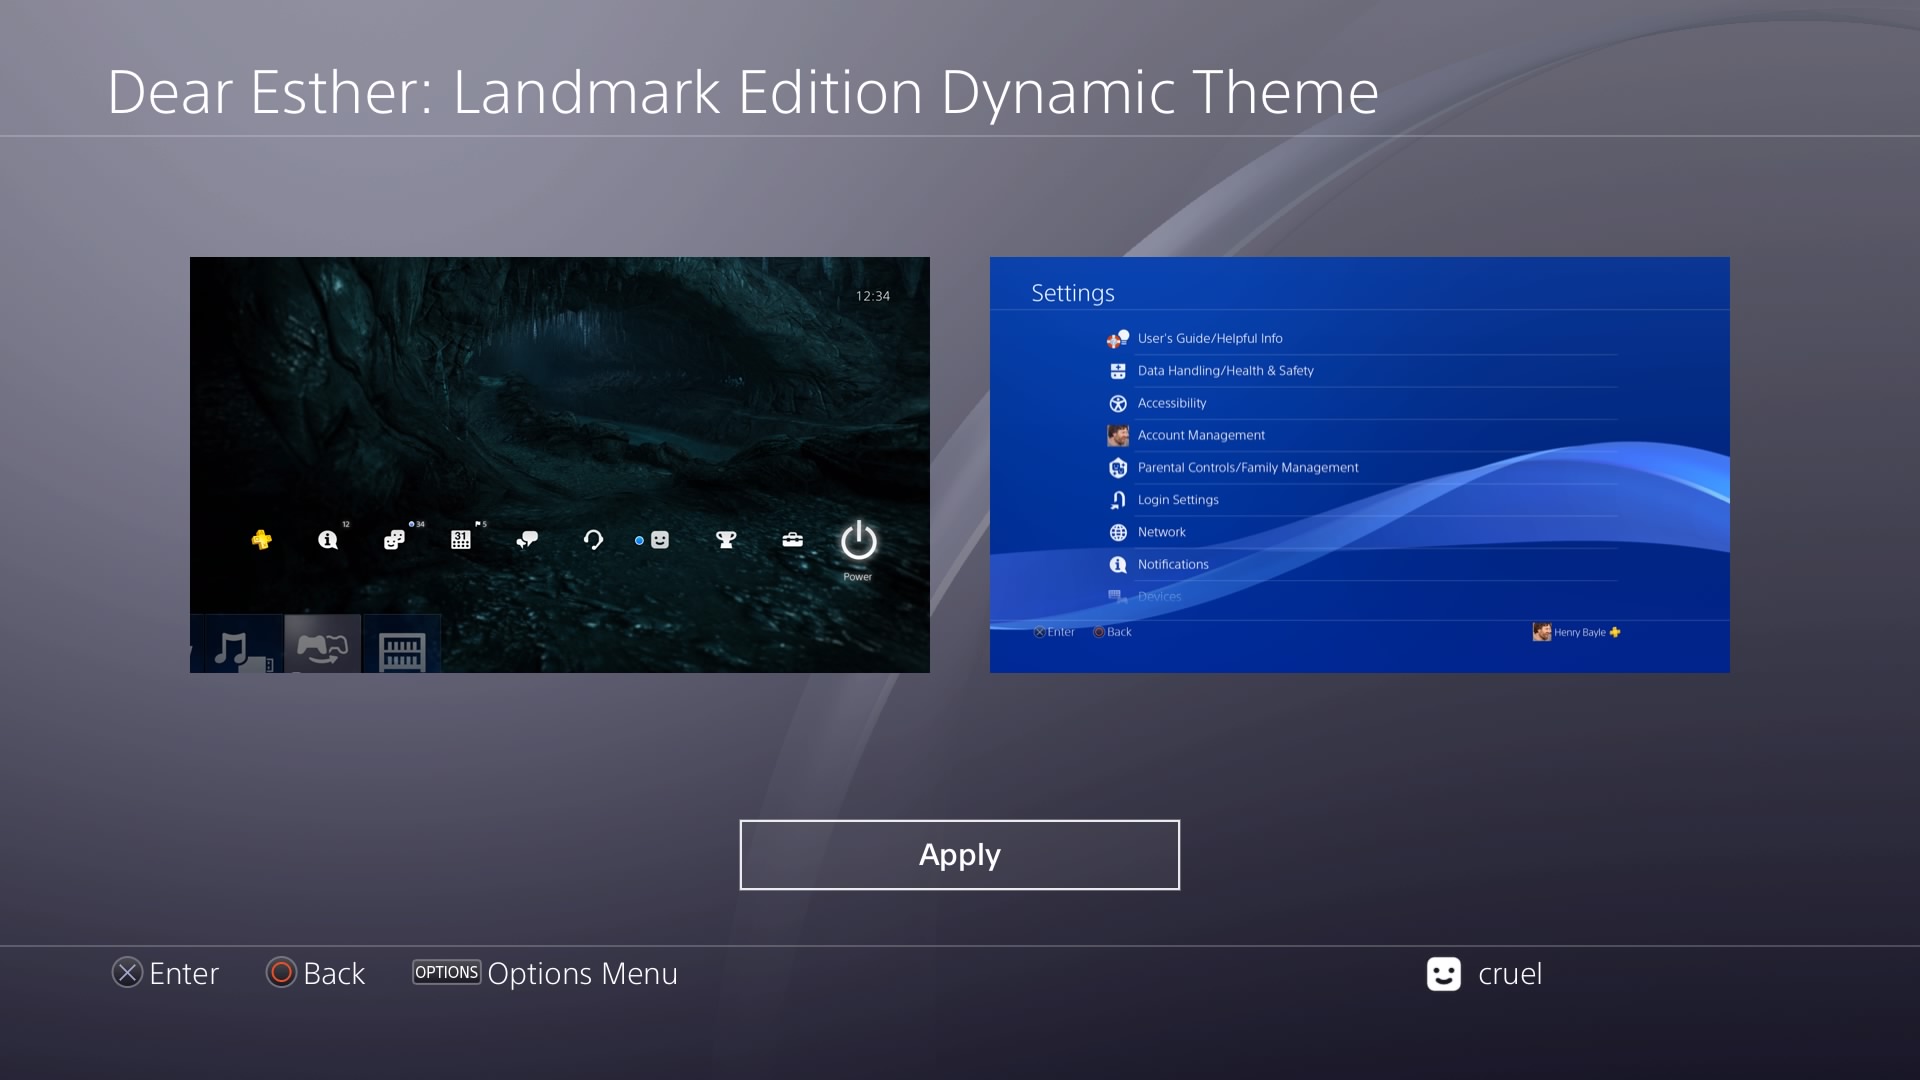 Dear Esther: Landmark Edition Dynamic Theme
12:34
12
34
5
31
Power
Settings
User's Guide/Helpful Info
Data Handling/Health & Safety
Accessibility
Account Management
Parental Controls/Family Management
Login Settings
Network
Notifications
Devices
Enter
Back
Henry Bayle
Apply
Enter
Back
OPTIONS Options Menu
cruel